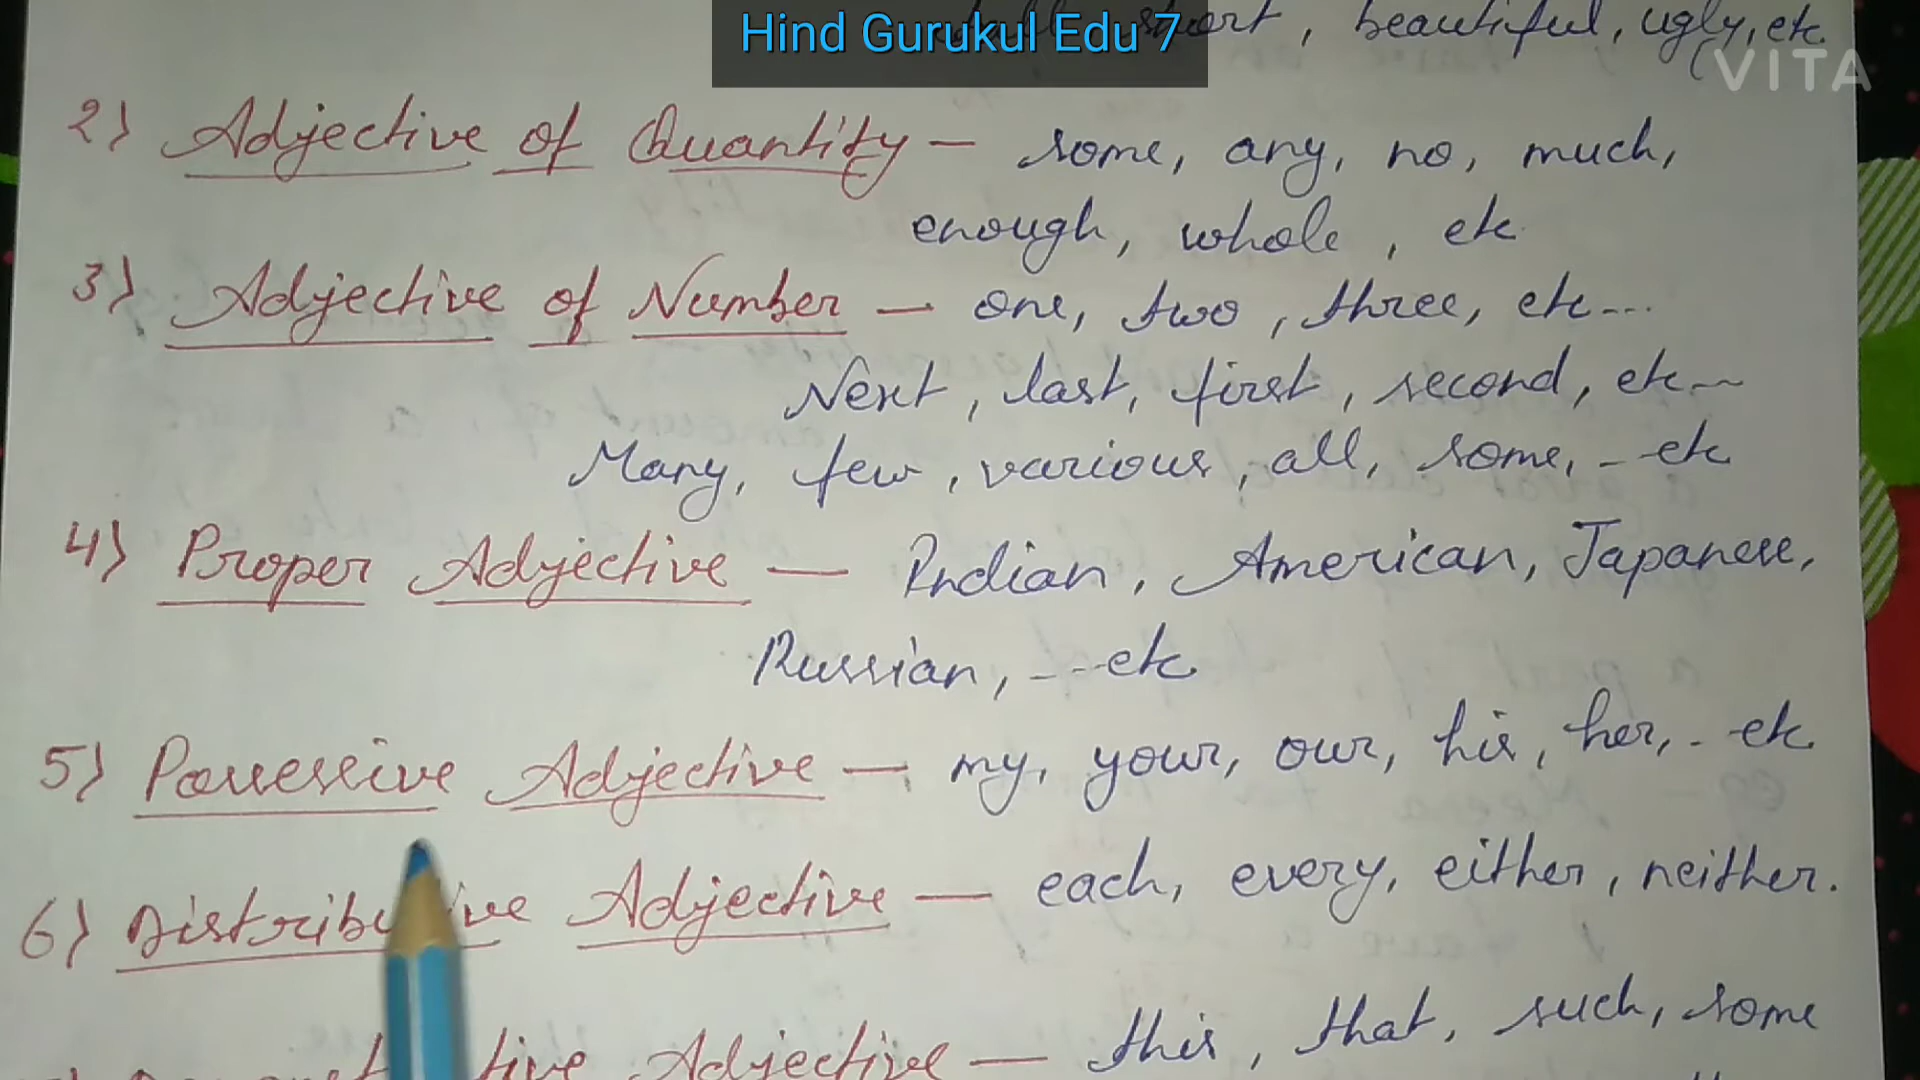 Hind Gurukul Edu 7
short, beautiful, ugly, etc.
VITA
2) Adjective of Quantity — some, any, no, much,
enough, whole, etc
3) Adjective of Number — one, two, three, etc...
Next, last, first, second, etc
Many, few, various, all, some, -- etc
4) Proper Adjective — Indian, American, Japanese,
Russian, --- etc
5) Possessive Adjective — my, your, our, his, her, -- etc
6) Distributive Adjective — each, every, either, neither.
Adjective — this, that, such, some